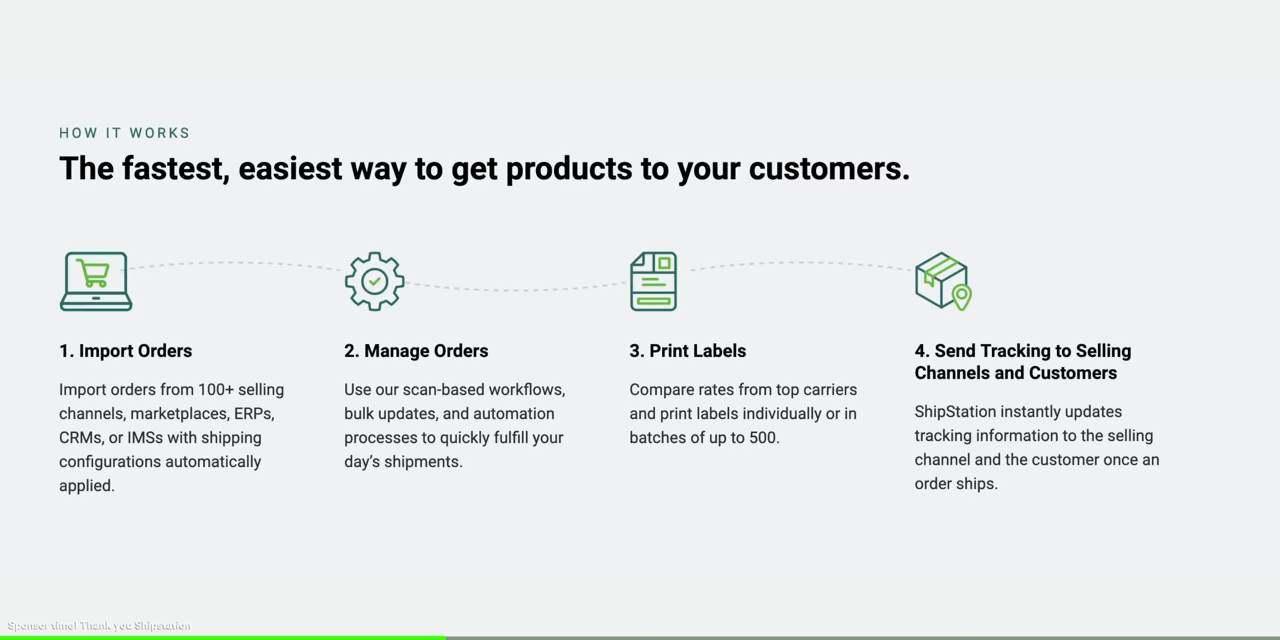 HOW IT WORKS
The fastest, easiest way to get products to your customers.
1. Import Orders
Import orders from 100+ selling
channels, marketplaces, ERPs,
CRMs, or IMSs with shipping
configurations automatically
applied.
2. Manage Orders
Use our scan-based workflows,
bulk updates, and automation
processes to quickly fulfill your
day’s shipments.
3. Print Labels
Compare rates from top carriers
and print labels individually or in
batches of up to 500.
4. Send Tracking to Selling
Channels and Customers
ShipStation instantly updates
tracking information to the selling
channel and the customer once an
order ships.
Sponsor time! Thank you Shipstation